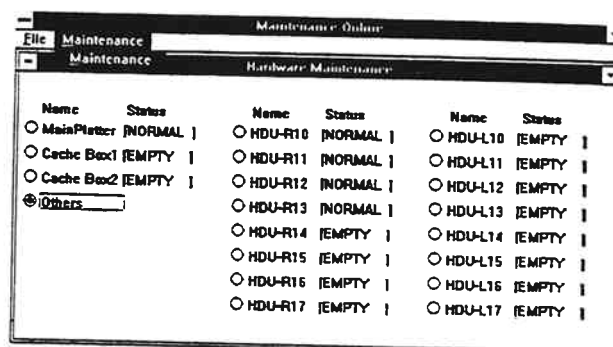 Maintenance Online
File Maintenance
Maintenance
Hardware Maintenance
Name Status Name Status Name Status
MainPlatter [NORMAL ] HDU-R10 [NORMAL ] HDU-L10 [EMPTY ]
Cache Box1 [EMPTY ] HDU-R11 [NORMAL ] HDU-L11 [EMPTY ]
Cache Box2 [EMPTY ] HDU-R12 [NORMAL ] HDU-L12 [EMPTY ]
Others HDU-R13 [NORMAL ] HDU-L13 [EMPTY ]
HDU-R14 [EMPTY ] HDU-L14 [EMPTY ]
HDU-R15 [EMPTY ] HDU-L15 [EMPTY ]
HDU-R16 [EMPTY ] HDU-L16 [EMPTY ]
HDU-R17 [EMPTY ] HDU-L17 [EMPTY ]